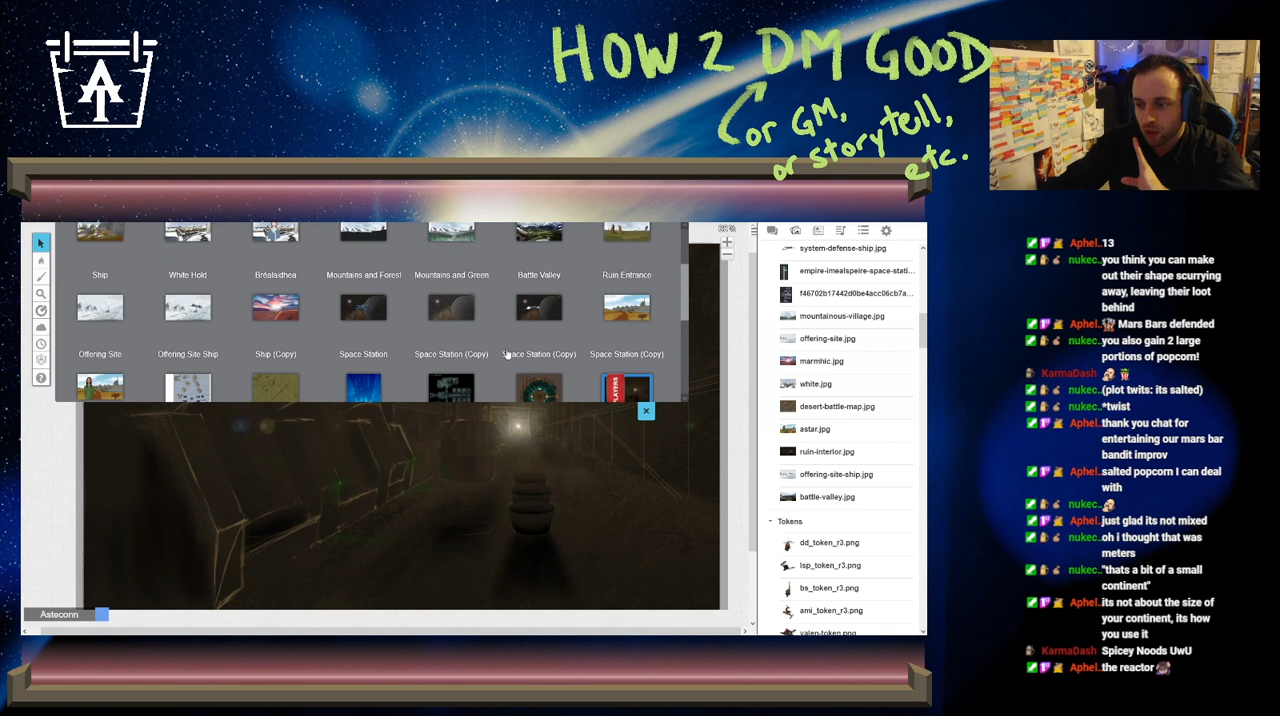 HOW 2 DM GOOD
or GM,
or storytell,
etc.
Ship
White Hold
Bréalaidhea
Mountains and Forest
Mountains and Green
Battle Valley
Ruin Entrance
Offering Site
Offering Site Ship
Ship (Copy)
Space Station
Space Station (Copy)
Space Station (Copy)
Space Station (Copy)
PLAYERS
Asteconn
system-defense-ship.jpg
empire-imealspeire-space-stati...
f46702b17442d0be4acc06cb7a...
mountainous-village.jpg
offering-site.jpg
marmhic.jpg
white.jpg
desert-battle-map.jpg
astar.jpg
ruin-interior.jpg
offering-site-ship.jpg
battle-valley.jpg
Tokens
dd_token_r3.png
lsp_token_r3.png
bs_token_r3.png
ami_token_r3.png
valen-token.png
Aphel.. 13
nukec.. you think you can make
out their shape scurrying
away, leaving their loot
behind
Aphel.. Mars Bars defended
nukec.. you also gain 2 large
portions of popcorn!
KarmaDash
nukec.. (plot twits: its salted)
nukec.. *twist
Aphel.. thank you chat for
entertaining our mars bar
bandit improv
Aphel.. salted popcorn I can deal
with
nukec..
Aphel.. just glad its not mixed
nukec.. oh i thought that was
meters
nukec.. "thats a bit of a small
continent"
Aphel.. its not about the size of
your continent, its how
you use it
KarmaDash Spicey Noods UwU
Aphel.. the reactor